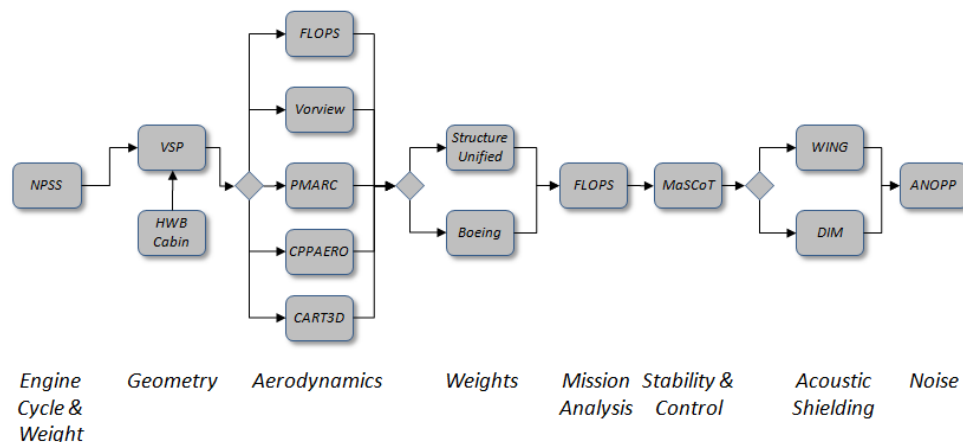 FLOPS
Vorview
VSP
Structure
Unified
WING
NPSS
PMARC
FLOPS
MaSCoT
ANOPP
HWB
Cabin
Boeing
DIM
CPPAERO
CART3D
Engine
Cycle &
Weight
Geometry
Aerodynamics
Weights
Mission
Analysis
Stability &
Control
Acoustic
Shielding
Noise